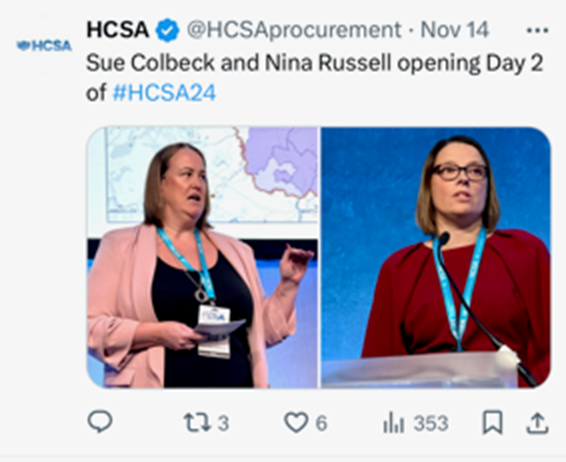 HCSA
HCSA @HCSAprocurement · Nov 14
Sue Colbeck and Nina Russell opening Day 2
of #HCSA24
3 6 353